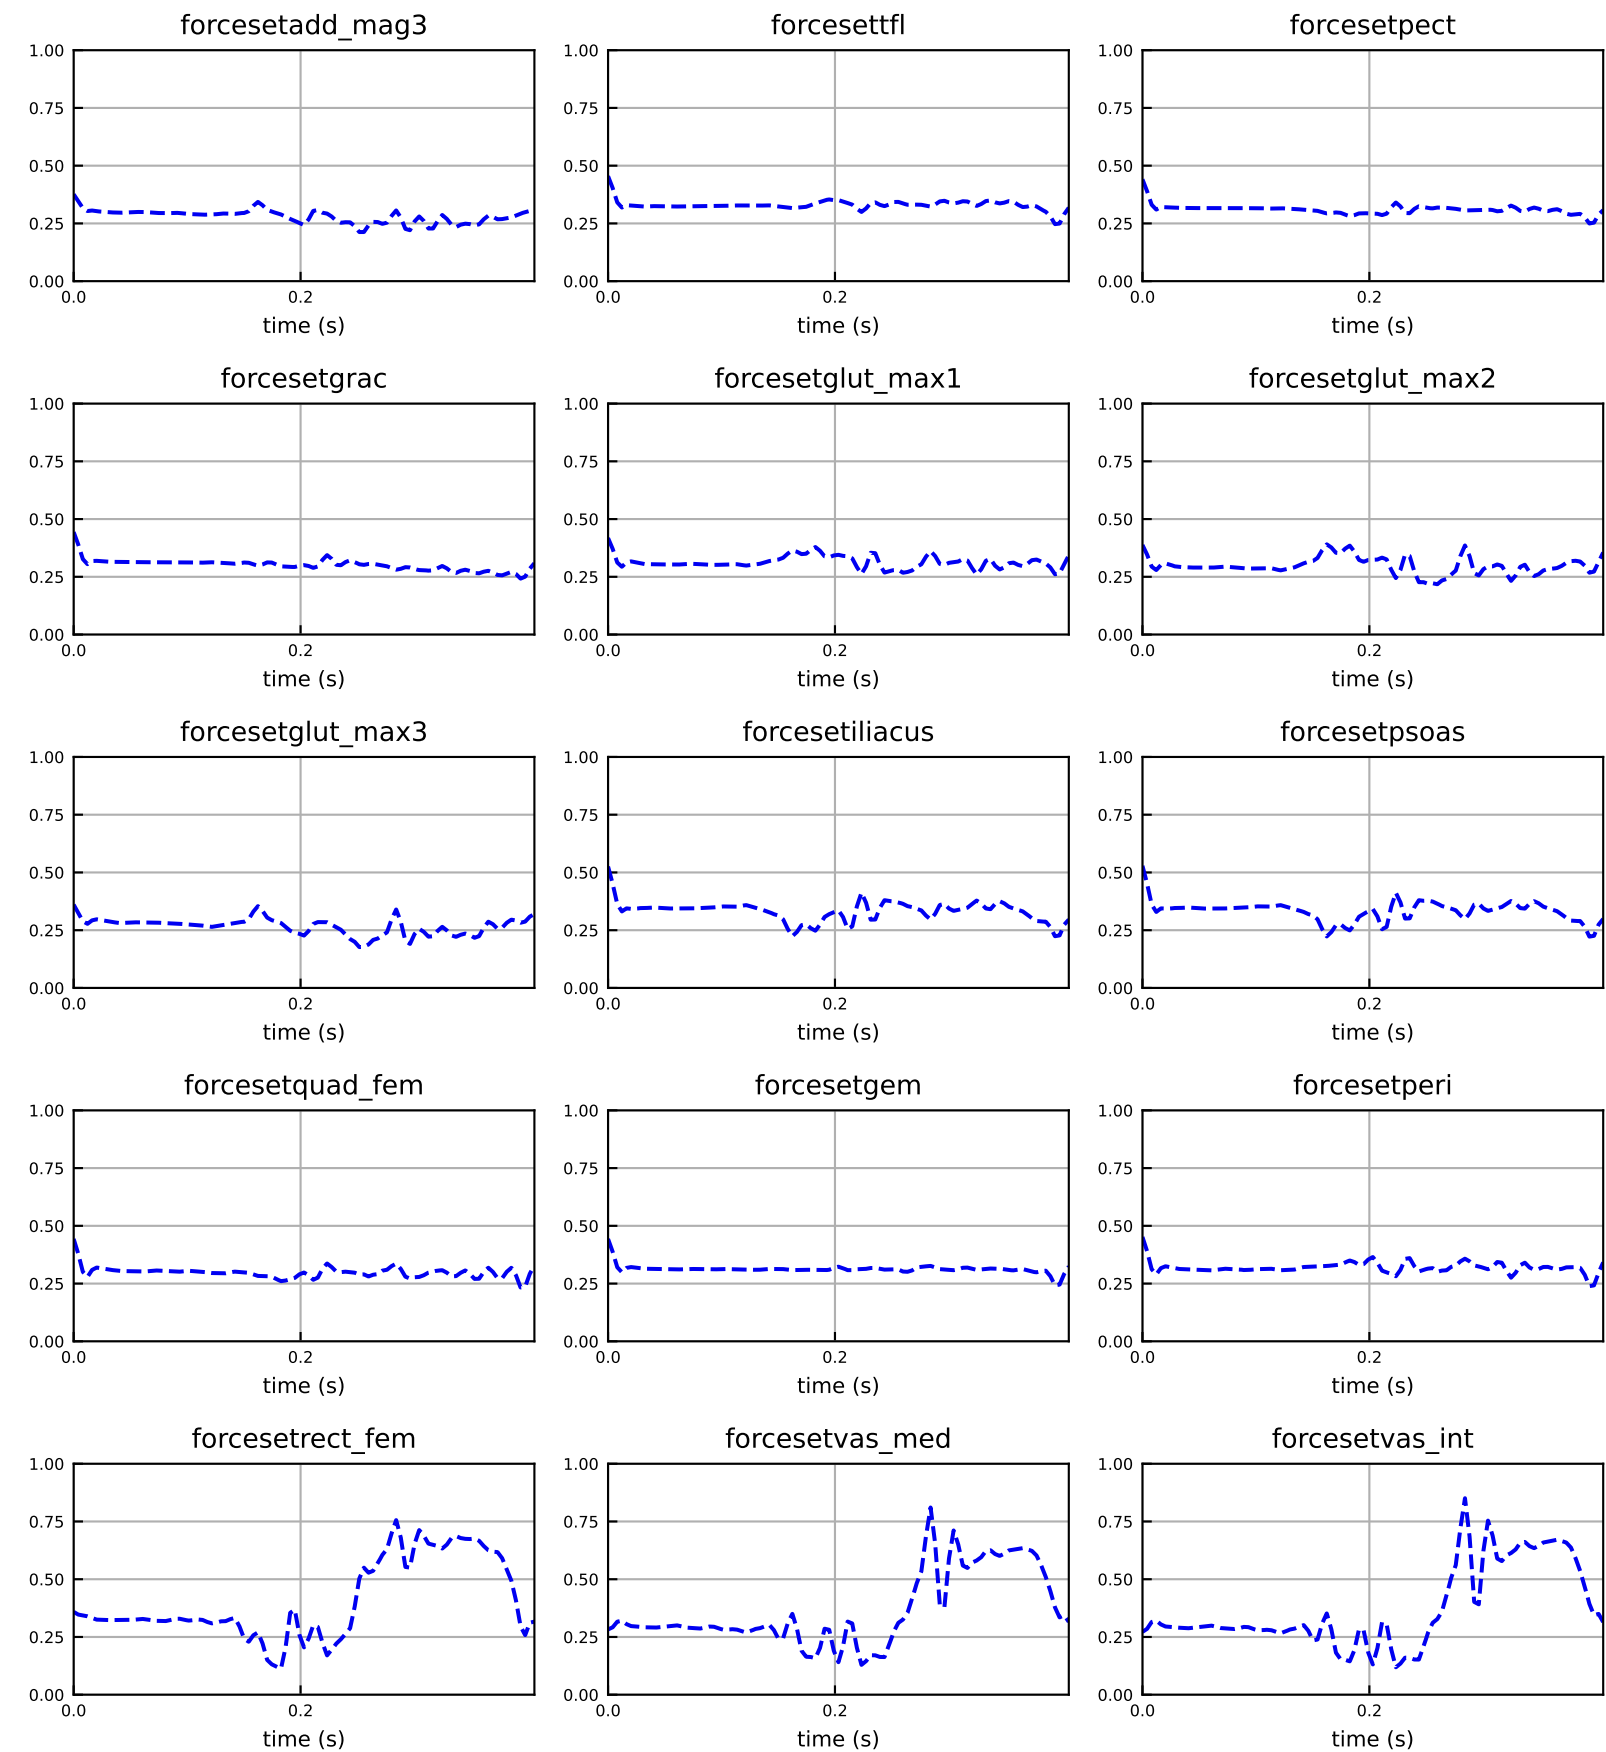 forcesetadd_mag3 forcesettfl forcesetpect
1.00 1.00 1.00
0.75 0.75 0.75
0.50 0.50 0.50
0.25 0.25 0.25
0.00 0.00 0.00
0.0 0.2 0.0 0.2 0.0 0.2
time (s) time (s) time (s)
forcesetgrac forcesetglut_max1 forcesetglut_max2
1.00 1.00 1.00
0.75 0.75 0.75
0.50 0.50 0.50
0.25 0.25 0.25
0.00 0.00 0.00
0.0 0.2 0.0 0.2 0.0 0.2
time (s) time (s) time (s)
forcesetglut_max3 forcesetiliacus forcesetpsoas
1.00 1.00 1.00
0.75 0.75 0.75
0.50 0.50 0.50
0.25 0.25 0.25
0.00 0.00 0.00
0.0 0.2 0.0 0.2 0.0 0.2
time (s) time (s) time (s)
forcesetquad_fem forcesetgem forcesetperi
1.00 1.00 1.00
0.75 0.75 0.75
0.50 0.50 0.50
0.25 0.25 0.25
0.00 0.00 0.00
0.0 0.2 0.0 0.2 0.0 0.2
time (s) time (s) time (s)
forcesetrect_fem forcesetvas_med forcesetvas_int
1.00 1.00 1.00
0.75 0.75 0.75
0.50 0.50 0.50
0.25 0.25 0.25
0.00 0.00 0.00
0.0 0.2 0.0 0.2 0.0 0.2
time (s) time (s) time (s)